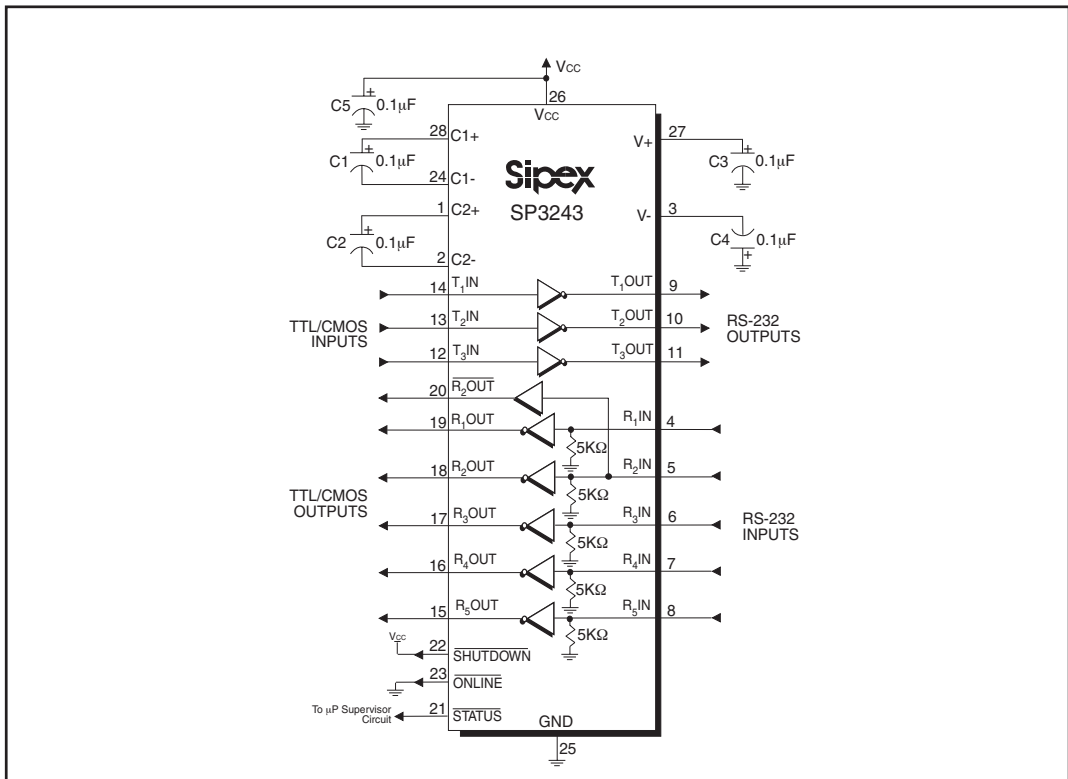 VCC
26
VCC
C5
+
0.1µF
28
C1+
C1
+
0.1µF
24
C1-
1
C2+
C2
+
0.1µF
2
C2-
Sipex
SP3243
27
V+
C3
+
0.1µF
3
V-
C4
0.1µF
+
14
T1IN
T1OUT
9
TTL/CMOS
INPUTS
13
T2IN
T2OUT
10
RS-232
OUTPUTS
12
T3IN
T3OUT
11
20
R2OUT
19
R1OUT
R1IN
4
5KΩ
18
R2OUT
R2IN
5
5KΩ
TTL/CMOS
OUTPUTS
17
R3OUT
R3IN
6
RS-232
INPUTS
5KΩ
16
R4OUT
R4IN
7
5KΩ
15
R5OUT
R5IN
8
5KΩ
VCC
22
SHUTDOWN
23
ONLINE
To µP Supervisor
Circuit
21
STATUS
GND
25